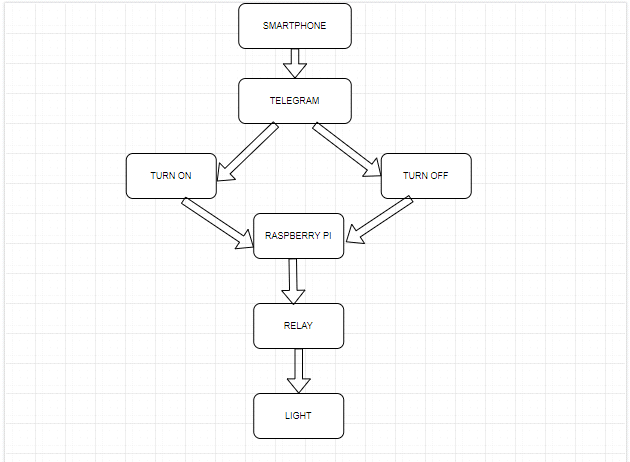 SMARTPHONE
TELEGRAM
TURN ON
TURN OFF
RASPBERRY PI
RELAY
LIGHT